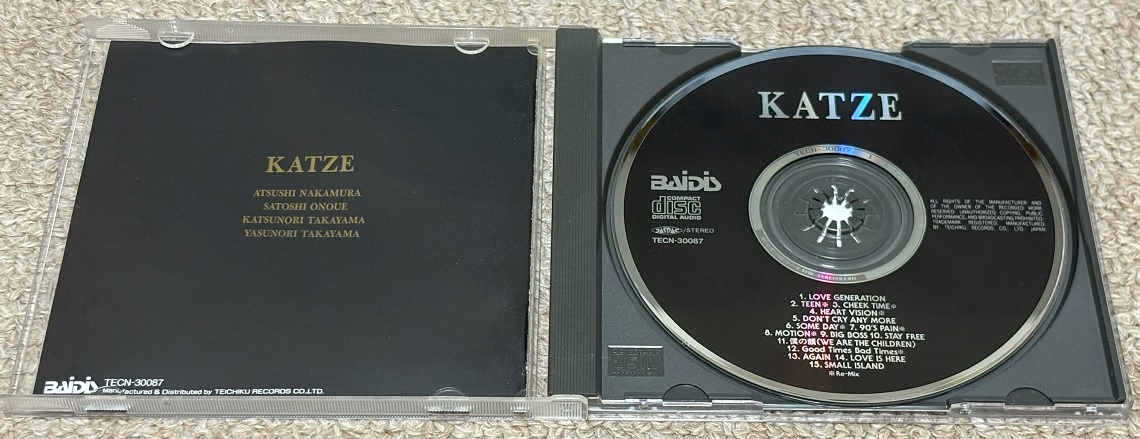 KATZE
ATSUSHI NAKAMURA
SATOSHI ONOUE
KATSUNORI TAKAYAMA
YASUNORI TAKAYAMA
BAiDiS TECN-30087
Manufactured & Distributed by TEICHIKU RECORDS CO.,LTD.
KATZE
TECN-30087
BAiDiS
COMPACT
disc
DIGITAL AUDIO
/STEREO
TECN-30087
ALL RIGHTS OF THE MANUFACTURER AND
OF THE OWNER OF THE RECORDED WORK
RESERVED. UNAUTHORIZED COPYING, PUBLIC
PERFORMANCE, AND BROADCASTING PROHIBITED.
TRADEMARK REGISTERED. MANUFACTURED
BY TEICHIKU RECORDS CO., LTD. JAPAN
1. LOVE GENERATION
2. TEEN※ 3. CHEEK TIME※
4. HEART VISION※
5. DON'T CRY ANY MORE
6. SOME DAY※ 7. 90'S PAIN※
8. MOTION※ 9. BIG BOSS 10. STAY FREE
11. 僕の顔(WE ARE THE CHILDREN)
12. Good Times Bad Times※
13. AGAIN 14. LOVE IS HERE
15. SMALL ISLAND
※Re-Mix